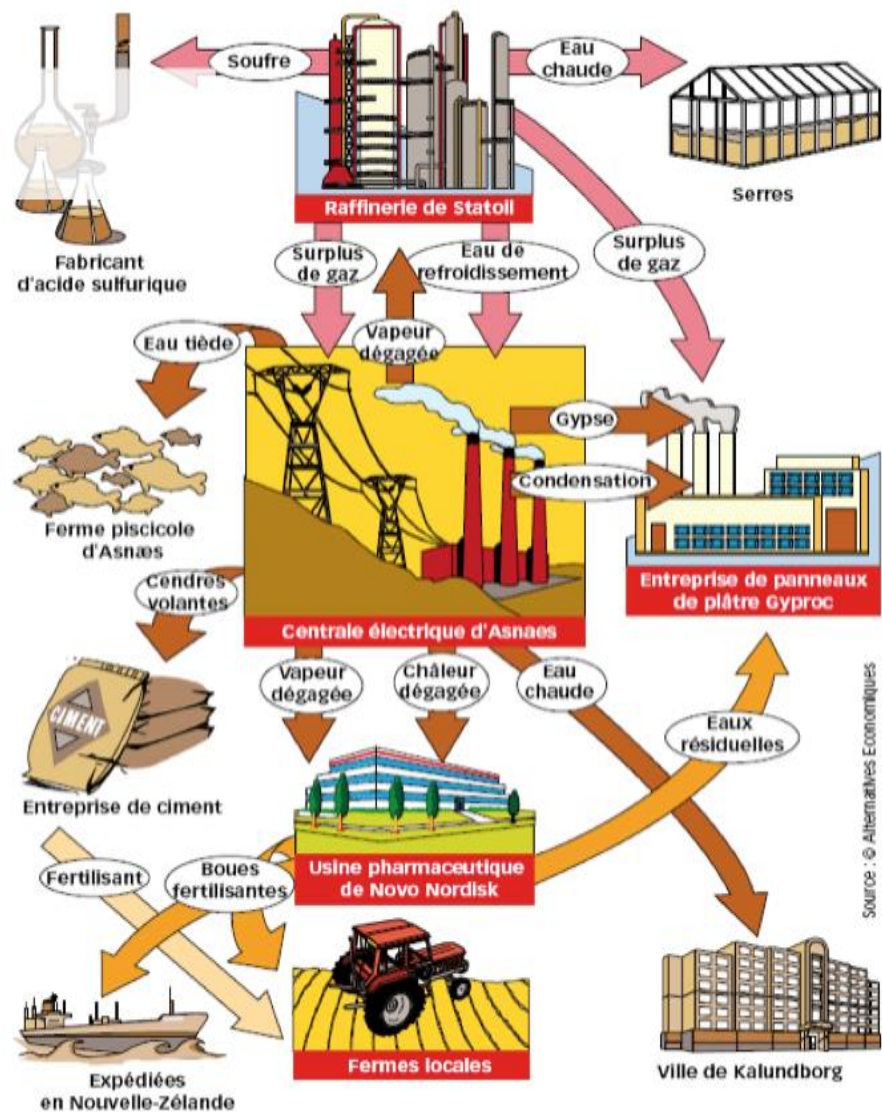 Soufre
Eau
chaude
Raffinerie de Statoil
Serres
Fabricant
d'acide sulfurique
Surplus
de gaz
Eau de
refroidissement
Surplus
de gaz
Vapeur
dégagée
Eau tiède
Gypse
Condensation
Ferme piscicole
d'Asnæs
Cendres
volantes
Centrale électrique d'Asnaes
Entreprise de panneaux
de plâtre Gyproc
Vapeur
dégagée
Châleur
dégagée
Eau
chaude
CIMENT
Eaux
résiduelles
Entreprise de ciment
Fertilisant
Boues
fertilisantes
Usine pharmaceutique
de Novo Nordisk
Source : © Alternatives Economiques
Expédiées
en Nouvelle-Zélande
Fermes locales
Ville de Kalundborg